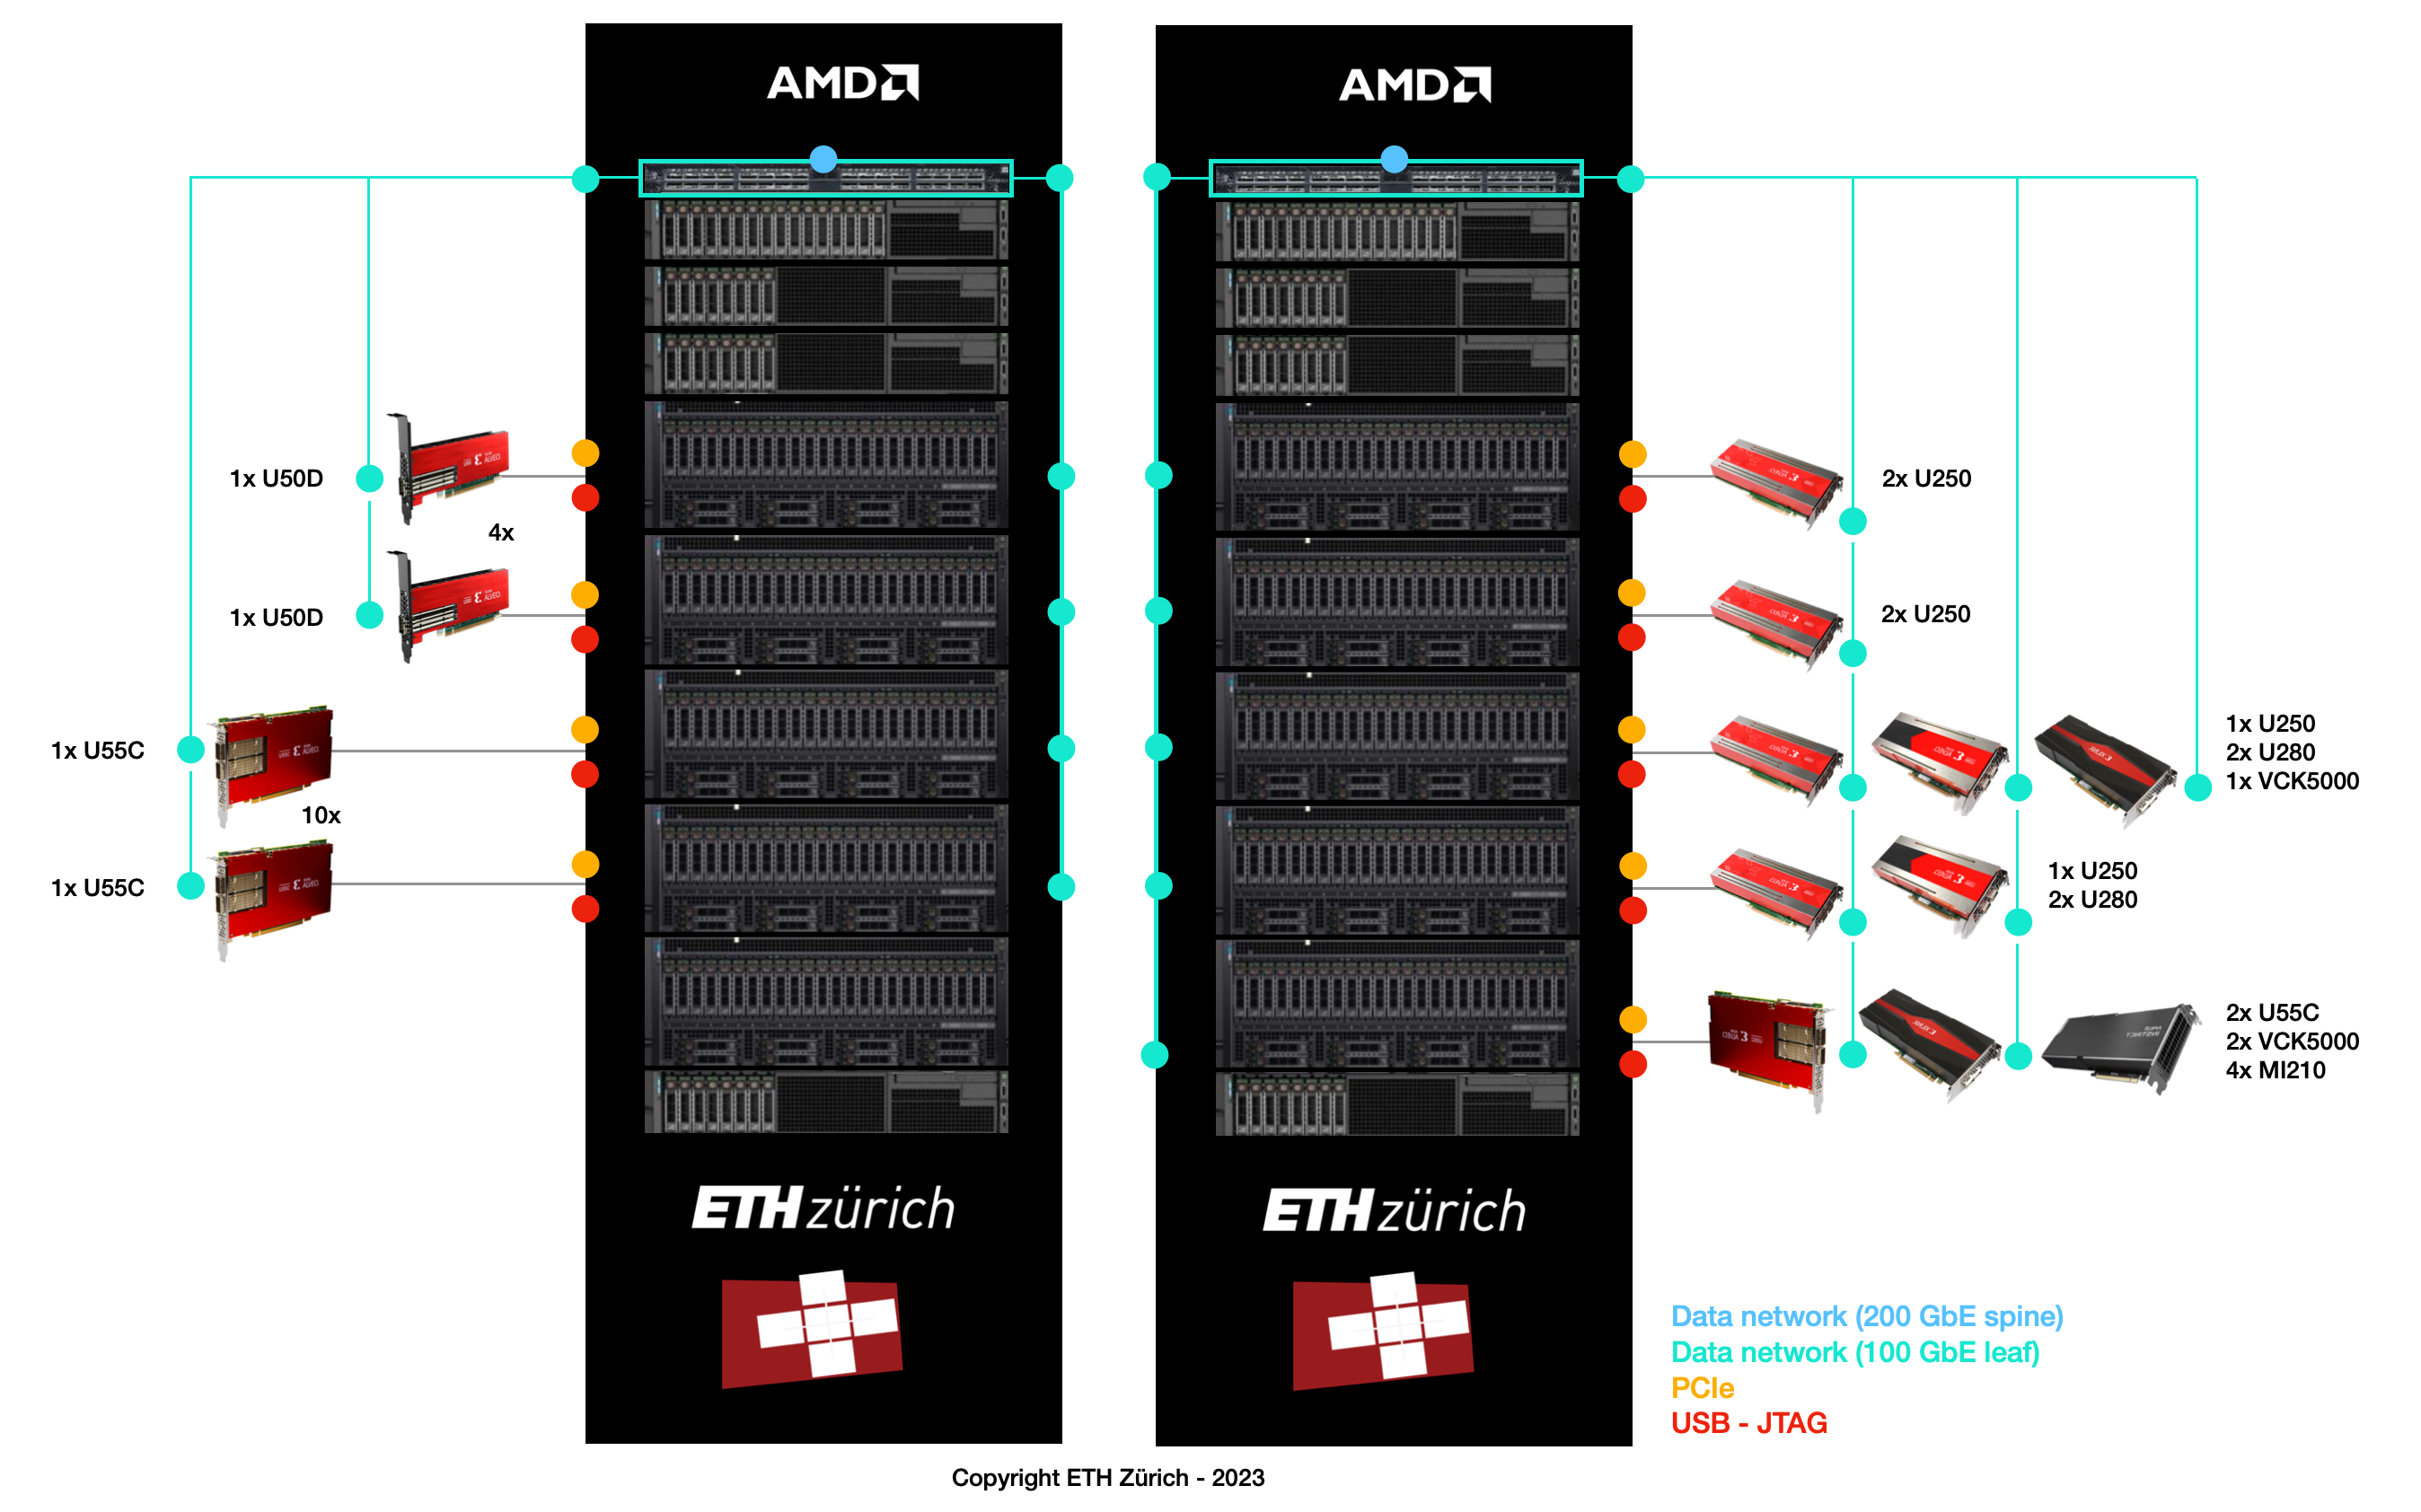 AMD
AMD
1x U50D
4x
1x U50D
1x U55C
10x
1x U55C
2x U250
2x U250
1x U250
2x U280
1x VCK5000
1x U250
2x U280
2x U55C
2x VCK5000
4x MI210
ETH zürich
ETH zürich
Data network (200 GbE spine)
Data network (100 GbE leaf)
PCIe
USB - JTAG
Copyright ETH Zürich - 2023